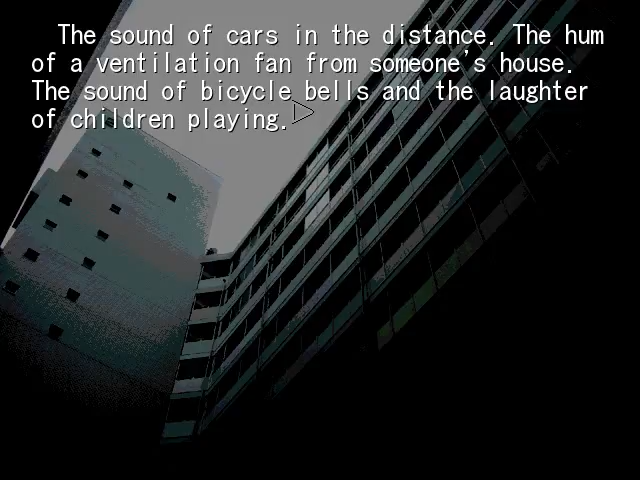 The sound of cars in the distance. The hum
of a ventilation fan from someone's house.
The sound of bicycle bells and the laughter
of children playing.